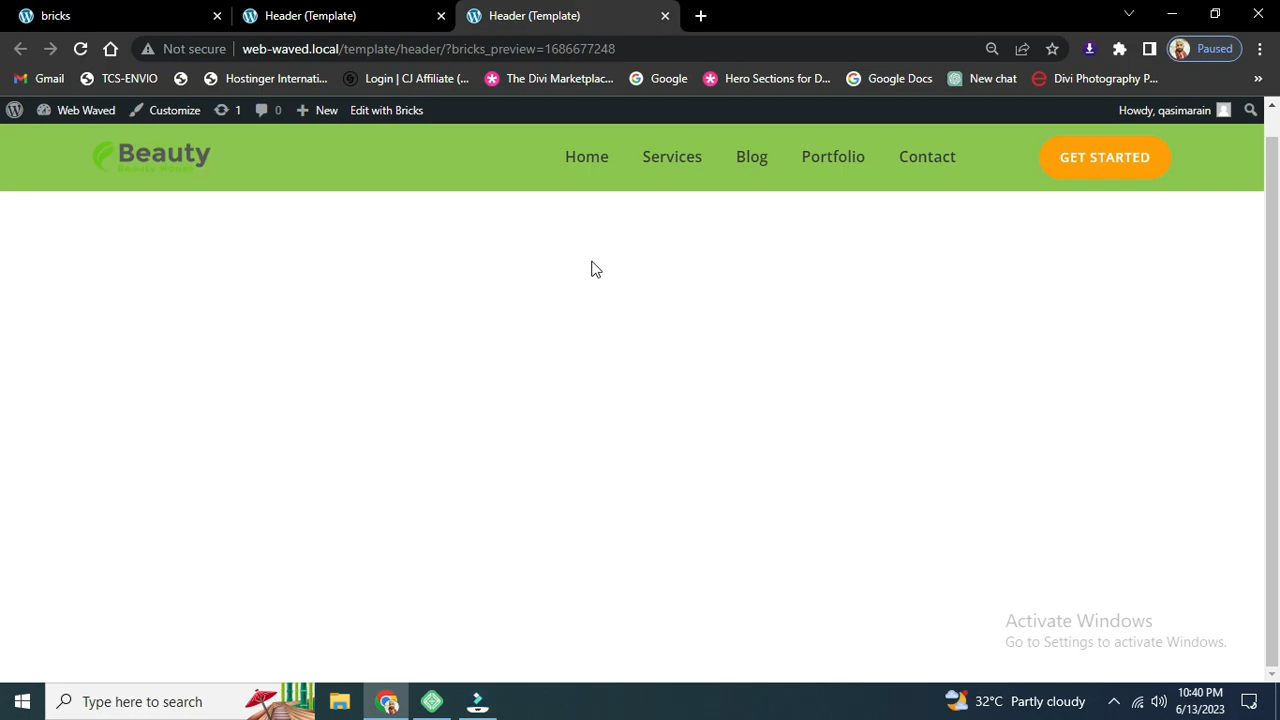 bricks
Header (Template)
Header (Template)
Not secure
web-waved.local/template/header/?bricks_preview=1686677248
Paused
Gmail
TCS-ENVIO
Hostinger Internati...
Login | CJ Affiliate (...
The Divi Marketplac...
Google
Hero Sections for D...
Google Docs
New chat
Divi Photography P...
»
Web Waved
Customize
1
0
New
Edit with Bricks
Howdy, qasimarain
Beauty
Beauty House
Home
Services
Blog
Portfolio
Contact
GET STARTED
Activate Windows
Go to Settings to activate Windows.
Type here to search
32°C Partly cloudy
10:40 PM
6/13/2023